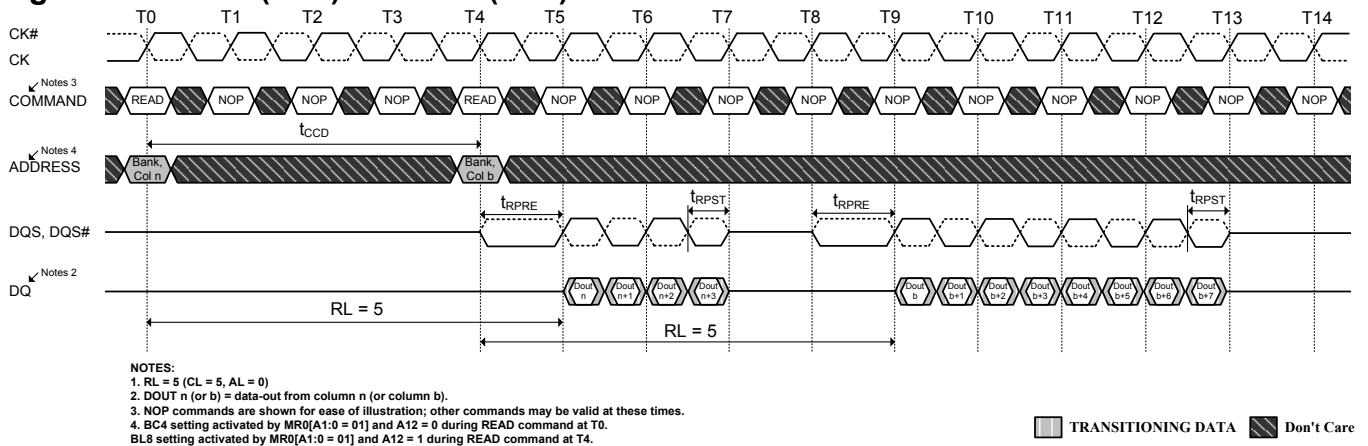 T0 T1 T2 T3 T4 T5 T6 T7 T8 T9 T10 T11 T12 T13 T14
CK#
CK
Notes 3
COMMAND
READ NOP NOP NOP READ NOP NOP NOP NOP NOP NOP NOP NOP NOP NOP
tCCD
Notes 4
ADDRESS
Bank, Col n
Bank, Col b
tRPRE tRPST tRPRE tRPST
DQS, DQS#
Notes 2
DQ
Dout n Dout n+1 Dout n+2 Dout n+3 Dout b Dout b+1 Dout b+2 Dout b+3 Dout b+4 Dout b+5 Dout b+6 Dout b+7
RL = 5
RL = 5
NOTES:
1. RL = 5 (CL = 5, AL = 0)
2. DOUT n (or b) = data-out from column n (or column b).
3. NOP commands are shown for ease of illustration; other commands may be valid at these times.
4. BC4 setting activated by MR0[A1:0 = 01] and A12 = 0 during READ command at T0.
BL8 setting activated by MR0[A1:0 = 01] and A12 = 1 during READ command at T4.
TRANSITIONING DATA
Don't Care